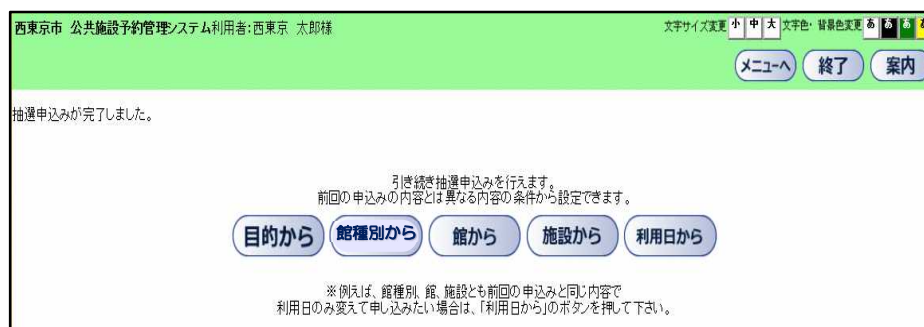 西東京市 公共施設予約管理システム利用者:西東京 太郎様
文字サイズ変更 小 中 大 文字色・背景色変更 あ あ あ あ
メニューへ 終了 案内
抽選申込みが完了しました。
引き続き抽選申込みを行えます。
前回の申込みの内容とは異なる内容の条件から設定できます。
目的から 館種別から 館から 施設から 利用日から
※例えば、館種別、館、施設とも前回の申込みと同じ内容で
利用日のみ変えて申し込みたい場合は、「利用日から」のボタンを押して下さい。